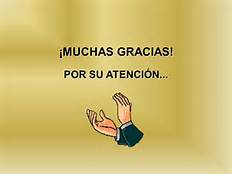 ¡MUCHAS GRACIAS!
POR SU ATENCIÓN...